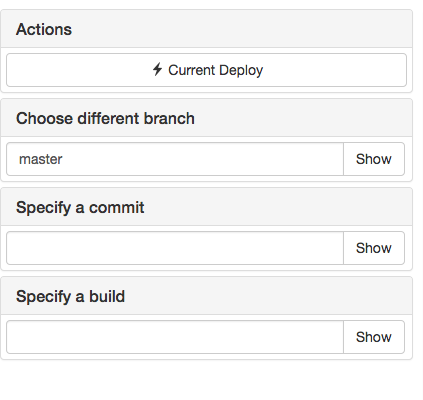 Actions
Current Deploy
Choose different branch
master Show
Specify a commit
Show
Specify a build
Show